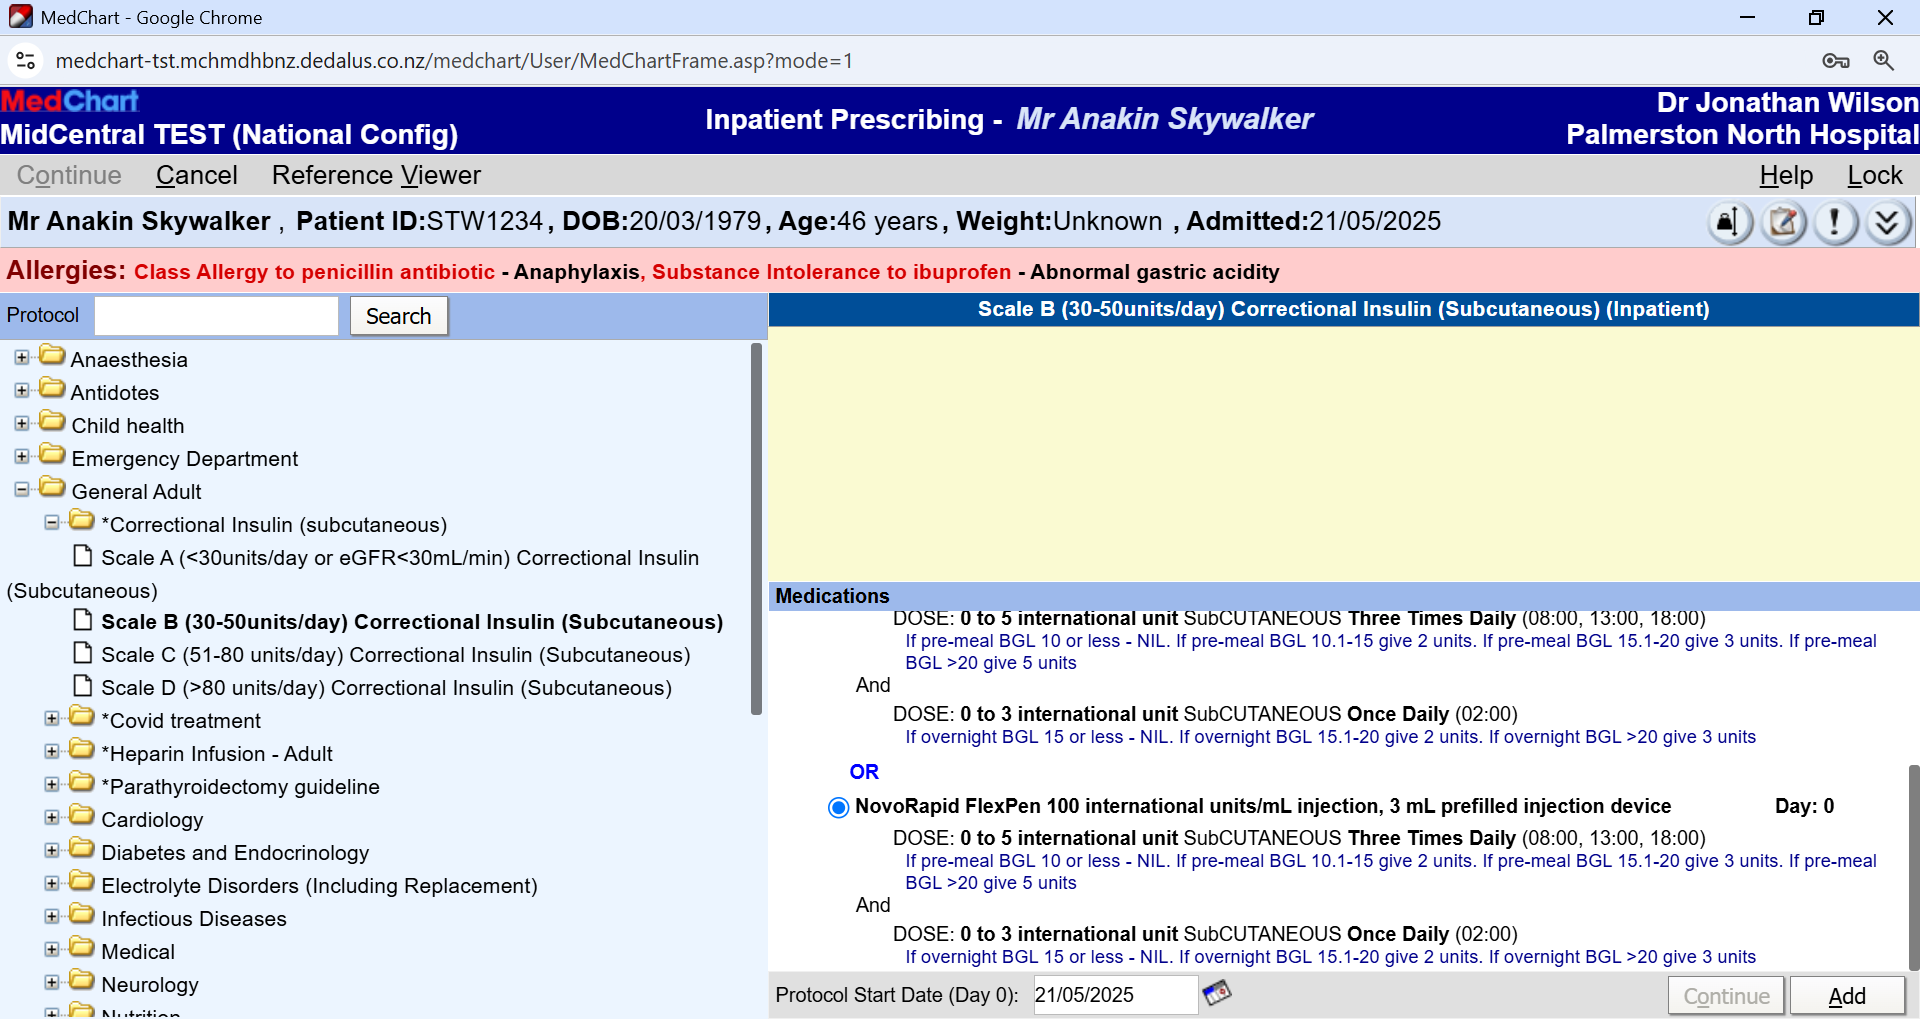 MedChart - Google Chrome
medchart-tst.mchmdhbnz.dedalus.co.nz/medchart/User/MedChartFrame.asp?mode=1
MedChart
MidCentral TEST (National Config)
Inpatient Prescribing - Mr Anakin Skywalker
Dr Jonathan Wilson
Palmerston North Hospital
Continue Cancel Reference Viewer Help Lock
Mr Anakin Skywalker , Patient ID:STW1234, DOB:20/03/1979, Age:46 years, Weight:Unknown , Admitted:21/05/2025
Allergies: Class Allergy to penicillin antibiotic - Anaphylaxis, Substance Intolerance to ibuprofen - Abnormal gastric acidity
Protocol Search
Anaesthesia
Antidotes
Child health
Emergency Department
General Adult
*Correctional Insulin (subcutaneous)
Scale A (<30units/day or eGFR<30mL/min) Correctional Insulin
(Subcutaneous)
Scale B (30-50units/day) Correctional Insulin (Subcutaneous)
Scale C (51-80 units/day) Correctional Insulin (Subcutaneous)
Scale D (>80 units/day) Correctional Insulin (Subcutaneous)
*Covid treatment
*Heparin Infusion - Adult
*Parathyroidectomy guideline
Cardiology
Diabetes and Endocrinology
Electrolyte Disorders (Including Replacement)
Infectious Diseases
Medical
Neurology
Nutrition
Scale B (30-50units/day) Correctional Insulin (Subcutaneous) (Inpatient)
Medications
DOSE: 0 to 5 international unit SubCUTANEOUS Three Times Daily (08:00, 13:00, 18:00)
If pre-meal BGL 10 or less - NIL. If pre-meal BGL 10.1-15 give 2 units. If pre-meal BGL 15.1-20 give 3 units. If pre-meal
BGL >20 give 5 units
And
DOSE: 0 to 3 international unit SubCUTANEOUS Once Daily (02:00)
If overnight BGL 15 or less - NIL. If overnight BGL 15.1-20 give 2 units. If overnight BGL >20 give 3 units
OR
NovoRapid FlexPen 100 international units/mL injection, 3 mL prefilled injection device Day: 0
DOSE: 0 to 5 international unit SubCUTANEOUS Three Times Daily (08:00, 13:00, 18:00)
If pre-meal BGL 10 or less - NIL. If pre-meal BGL 10.1-15 give 2 units. If pre-meal BGL 15.1-20 give 3 units. If pre-meal
BGL >20 give 5 units
And
DOSE: 0 to 3 international unit SubCUTANEOUS Once Daily (02:00)
If overnight BGL 15 or less - NIL. If overnight BGL 15.1-20 give 2 units. If overnight BGL >20 give 3 units
Protocol Start Date (Day 0): 21/05/2025 Continue Add